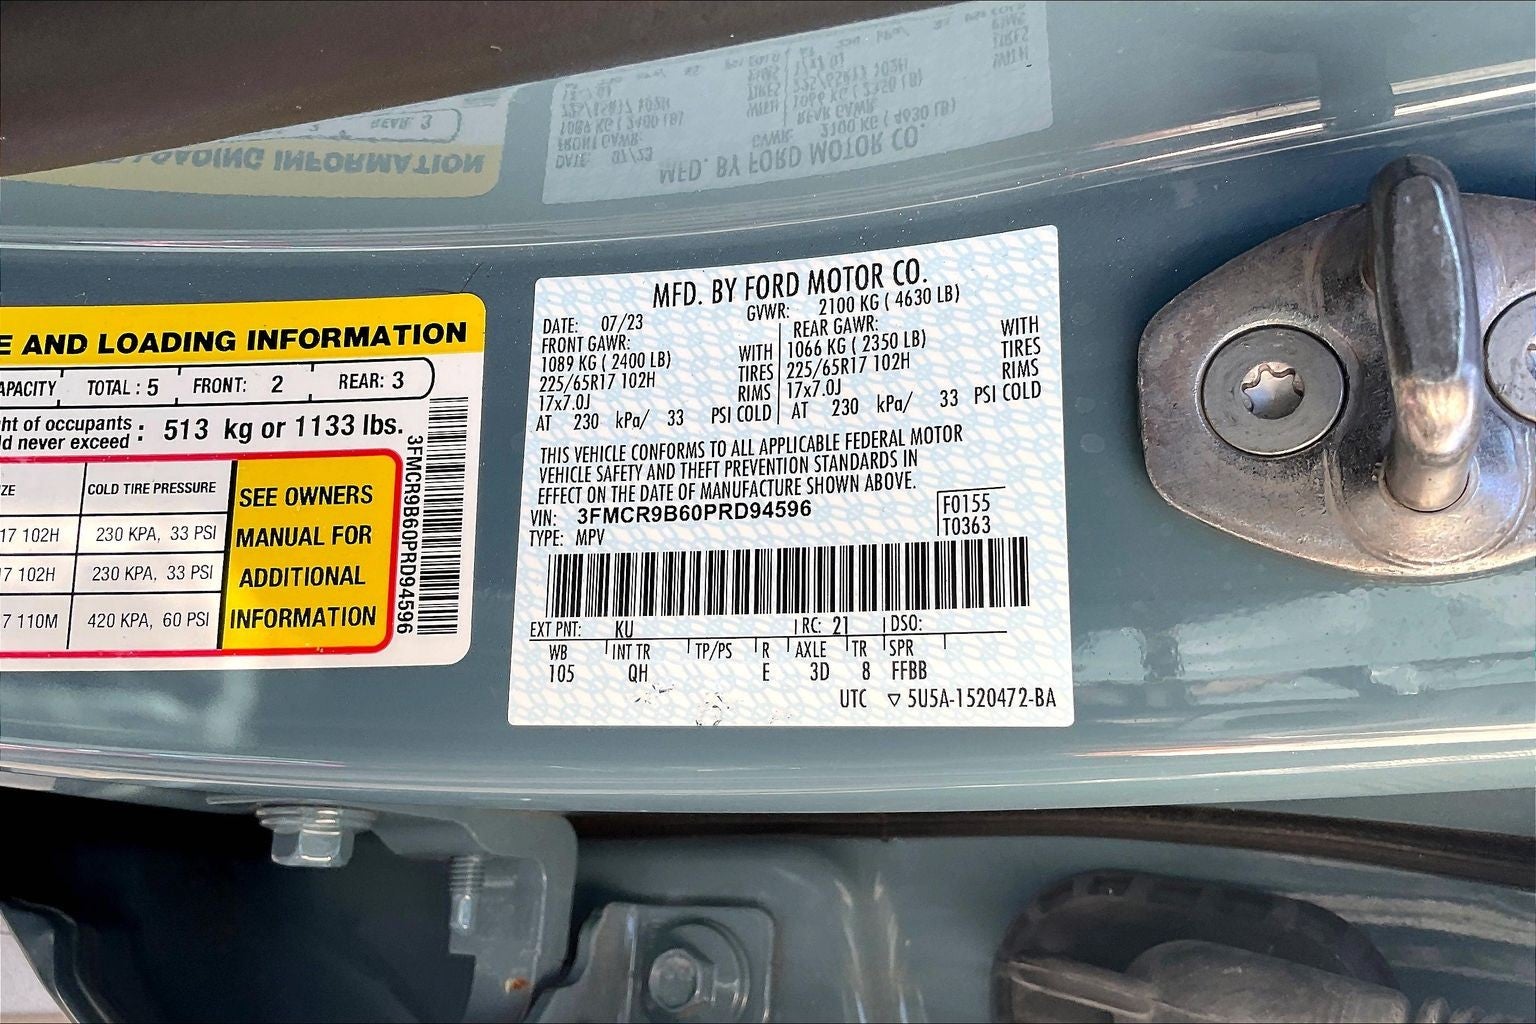 E AND LOADING INFORMATION
APACITY TOTAL : 5 FRONT: 2 REAR: 3
ht of occupants
ld never exceed : 513 kg or 1133 lbs.
ZE COLD TIRE PRESSURE
17 102H 230 KPA, 33 PSI
17 102H 230 KPA, 33 PSI
7 110M 420 KPA, 60 PSI
SEE OWNERS
MANUAL FOR
ADDITIONAL
INFORMATION
3FMCR9B60PRD94596
MFD. BY FORD MOTOR CO.
DATE: 07/23 GVWR: 2100 KG ( 4630 LB)
FRONT GAWR:
1089 KG ( 2400 LB) WITH
225/65R17 102H TIRES
17x7.0J RIMS
AT 230 kPa/ 33 PSI COLD
REAR GAWR: WITH
1066 KG ( 2350 LB) TIRES
225/65R17 102H RIMS
17x7.0J
AT 230 kPa/ 33 PSI COLD
THIS VEHICLE CONFORMS TO ALL APPLICABLE FEDERAL MOTOR
VEHICLE SAFETY AND THEFT PREVENTION STANDARDS IN
EFFECT ON THE DATE OF MANUFACTURE SHOWN ABOVE.
VIN: 3FMCR9B60PRD94596
TYPE: MPV
F0155
T0363
EXT PNT: KU RC: 21 DSO:
WB INT TR TP/PS R AXLE TR SPR
105 QH E 3D 8 FFBB
UTC ▽ 5U5A-1520472-BA